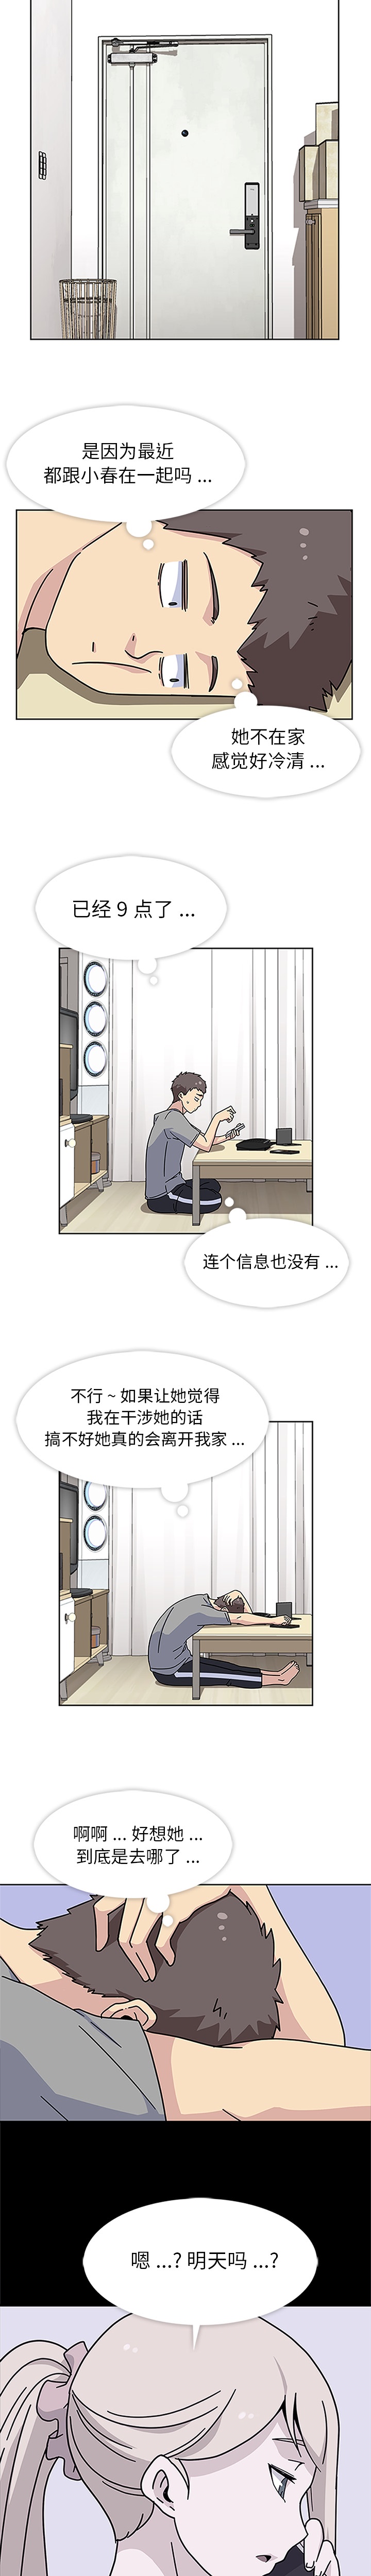 是因为最近
都跟小春在一起吗 ...
她不在家
感觉好冷清 ...
已经 9 点了 ...
连个信息也没有 ...
不行 ~ 如果让她觉得
我在干涉她的话
搞不好她真的会离开我家 ...
啊啊 ... 好想她 ...
到底是去哪了 ...
嗯 ...? 明天吗 ...?